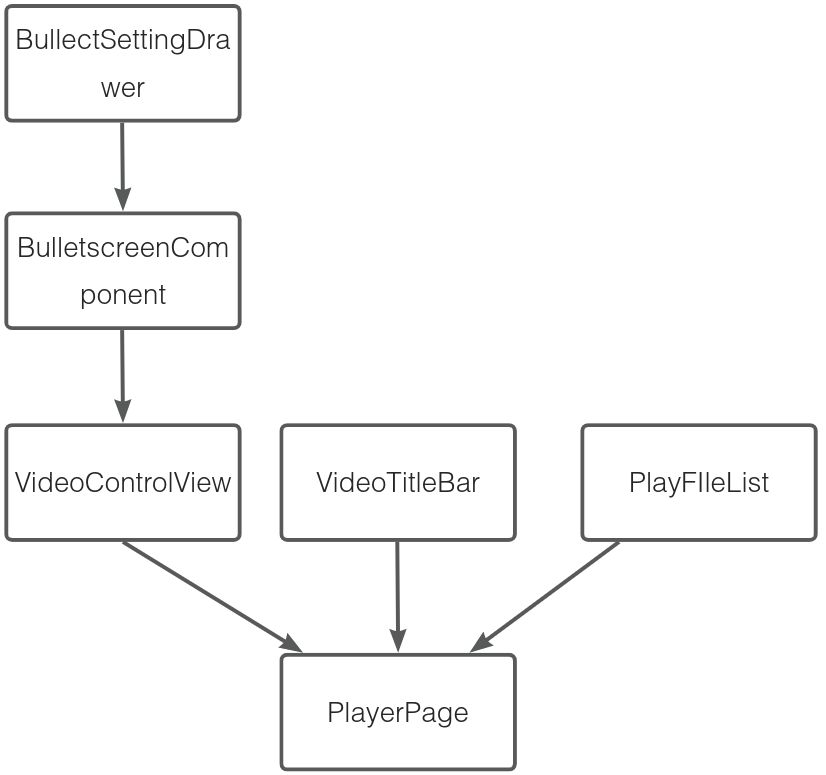 BullectSettingDra
wer
BulletscreenCom
ponent
VideoControlView
VideoTitleBar
PlayFIleList
PlayerPage